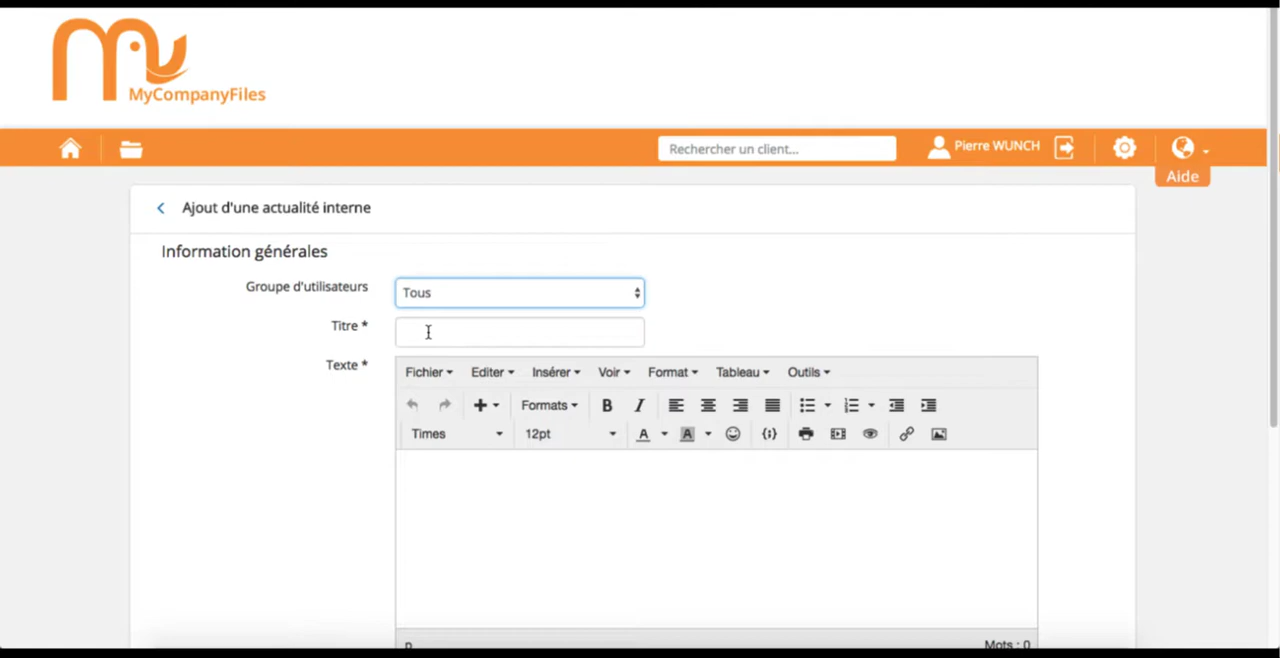 MyCompanyFiles
Rechercher un client...
Pierre WUNCH
Aide
Ajout d'une actualité interne
Information générales
Groupe d'utilisateurs
Tous
Titre *
Texte *
Fichier Editer Insérer Voir Format Tableau Outils
Formats B I
Times 12pt A A {;}
p
Mots : 0